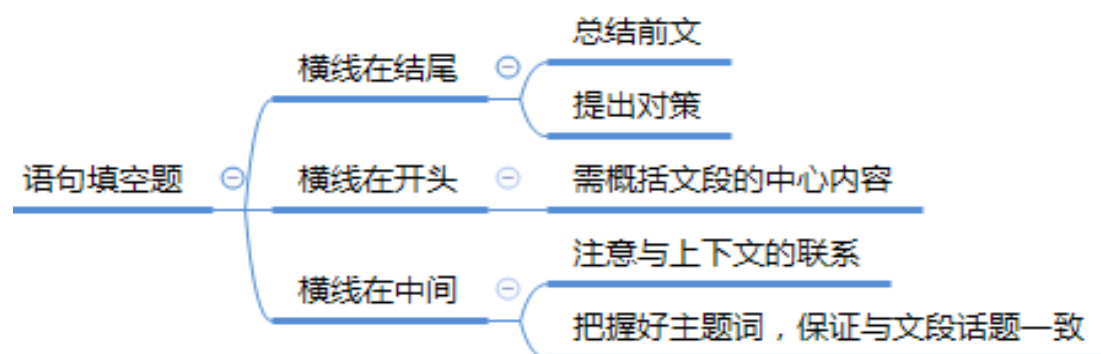 语句填空题
横线在结尾
总结前文
提出对策
横线在开头
需概括文段的中心内容
横线在中间
注意与上下文的联系
把握好主题词，保证与文段话题一致